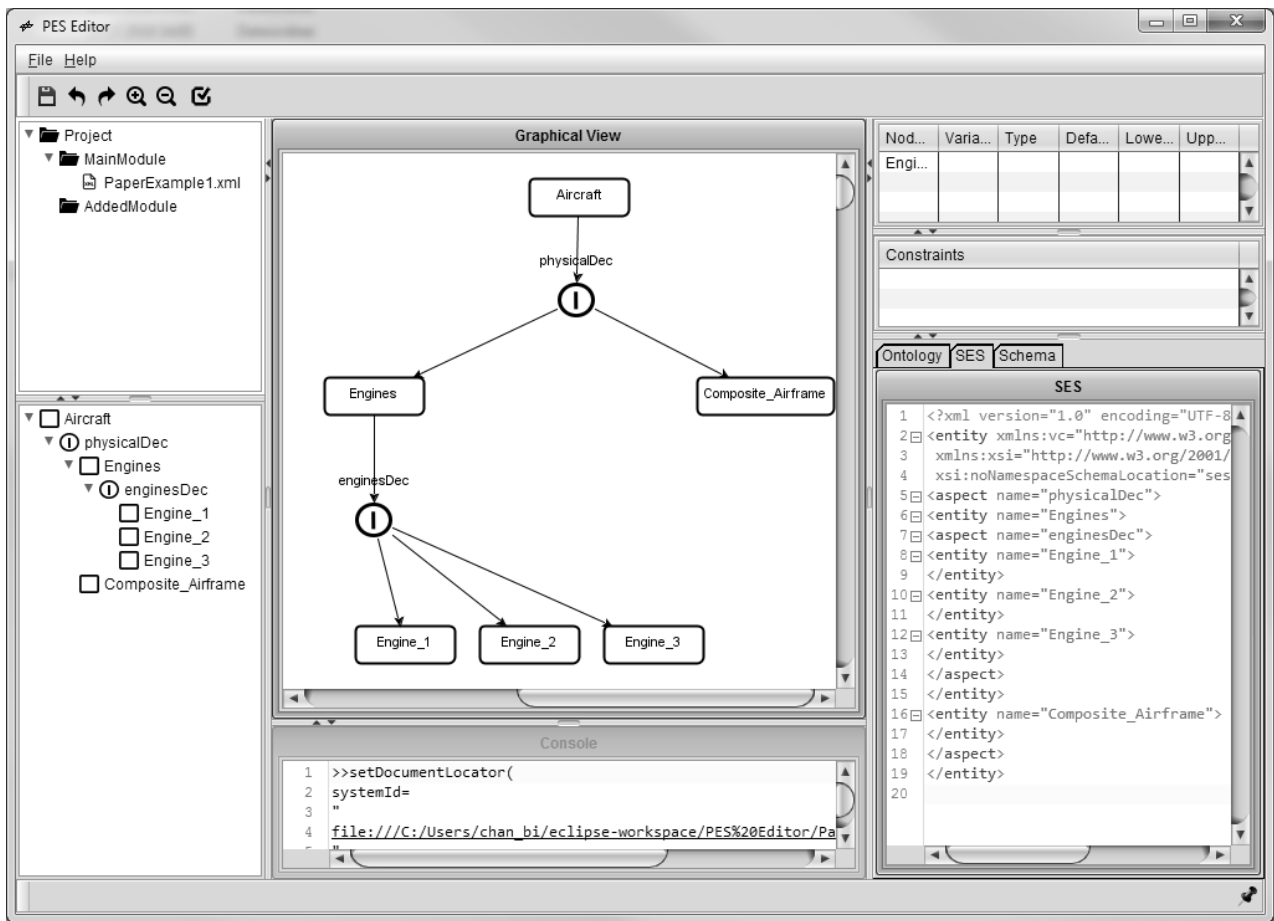 PES Editor
File Help
Project
MainModule
PaperExample1.xml
AddedModule
Aircraft
physicalDec
Engines
enginesDec
Engine_1
Engine_2
Engine_3
Composite_Airframe
Graphical View
Aircraft
physicalDec
Engines
Composite_Airframe
enginesDec
Engine_1
Engine_2
Engine_3
Console
1 >>setDocumentLocator(
2 systemId=
3 "
4 file:///C:/Users/chan_bi/eclipse-workspace/PES%20Editor/Pa
5 "
Nod... Varia... Type Defa... Lowe... Upp...
Engi...
Constraints
Ontology SES Schema
SES
1 <?xml version="1.0" encoding="UTF-8
2 <entity xmlns:vc="http://www.w3.org
3 xmlns:xsi="http://www.w3.org/2001/
4 xsi:noNamespaceSchemaLocation="ses
5 <aspect name="physicalDec">
6 <entity name="Engines">
7 <aspect name="enginesDec">
8 <entity name="Engine_1">
9 </entity>
10 <entity name="Engine_2">
11 </entity>
12 <entity name="Engine_3">
13 </entity>
14 </aspect>
15 </entity>
16 <entity name="Composite_Airframe">
17 </entity>
18 </aspect>
19 </entity>
20